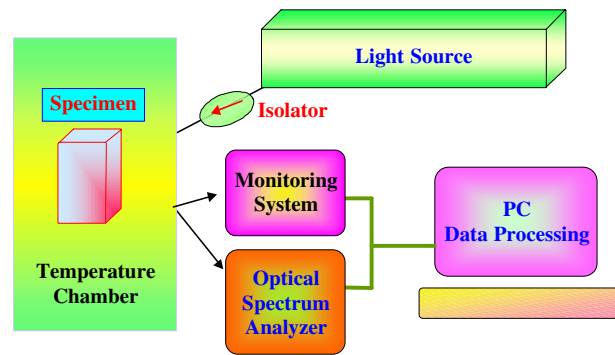 Light Source
Specimen
Isolator
Monitoring
System
PC
Data Processing
Temperature
Chamber
Optical
Spectrum
Analyzer